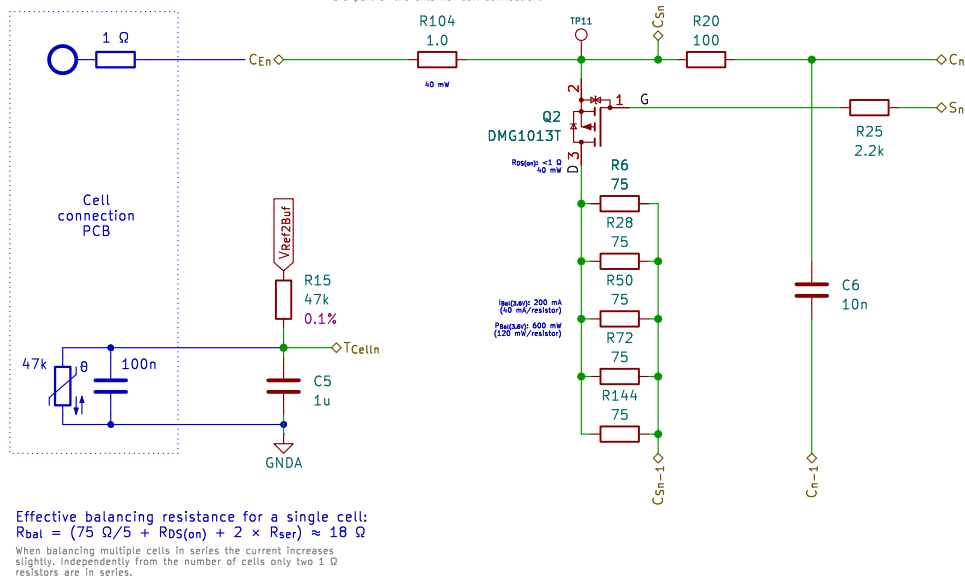 1 Ω
CEn
R104
1.0
40 mW
TP11
CSn
R20
100
Cn
2
1
G
Sn
Q2
DMG1013T
RDS(on): <1 Ω
40 mW
3
D
R25
2.2k
R6
75
Cell
connection
PCB
VRef2Buf
R28
75
R15
47k
0.1%
R50
75
C6
10n
IBal(3.6V): 200 mA
(40 mA/resistor)
PBal(3.6V): 600 mW
(120 mW/resistor)
R72
75
TCelln
47k
θ
100n
C5
1u
R144
75
GNDA
CSn-1
Cn-1
Effective balancing resistance for a single cell:
Rbal = (75 Ω/5 + RDS(on) + 2 × Rser) ≈ 18 Ω
When balancing multiple cells in series the current increases
slightly. Independently from the number of cells only two 1 Ω
resistors are in series.